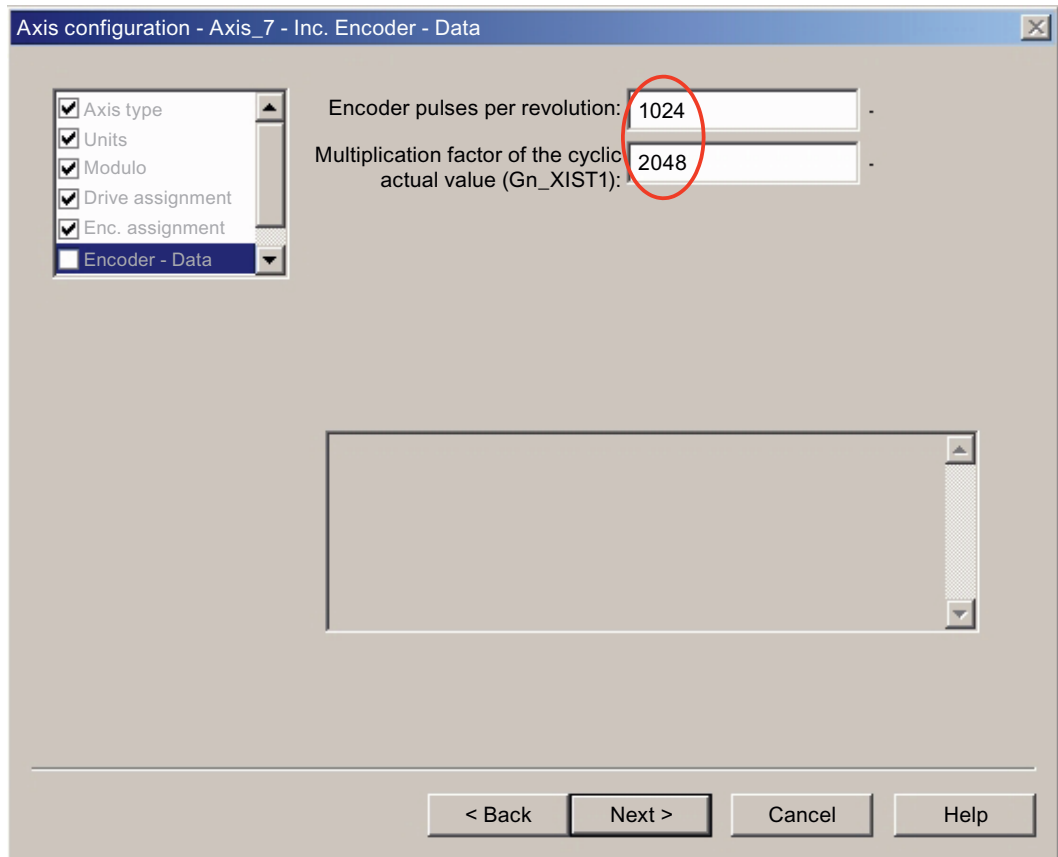 Axis configuration - Axis_7 - Inc. Encoder - Data
Axis type
Units
Modulo
Drive assignment
Enc. assignment
Encoder - Data
Encoder pulses per revolution: 1024 -
Multiplication factor of the cyclic
actual value (Gn_XIST1): 2048 -
< Back
Next >
Cancel
Help